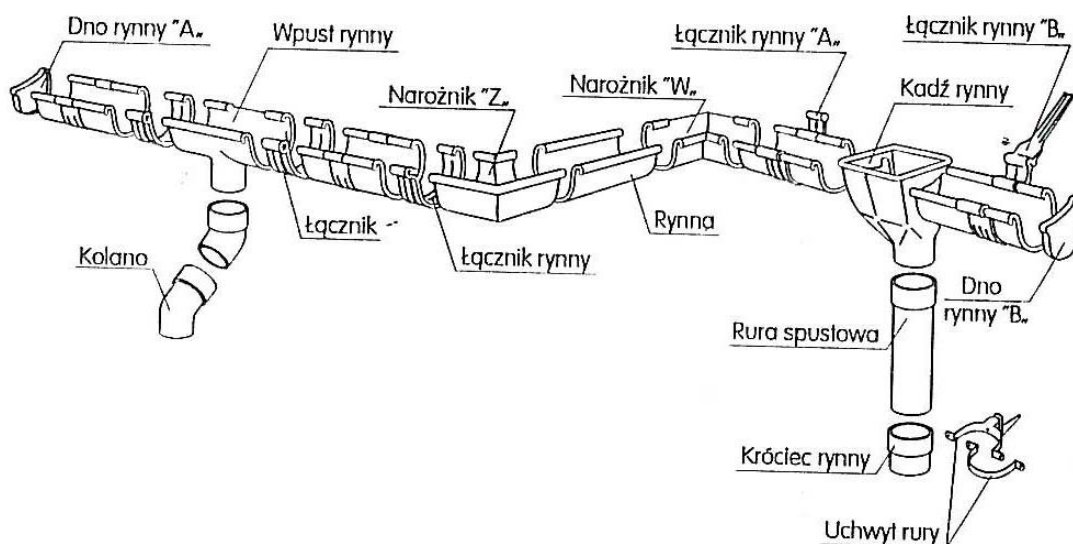 Dno rynny "A„
Wpust rynny
Łącznik rynny "A„
Łącznik rynny "B„
Narożnik "Z„
Narożnik "W„
Kadź rynny
Łącznik
Rynna
Łącznik rynny
Kolano
Dno
rynny "B„
Rura spustowa
Króciec rynny
Uchwyt rury